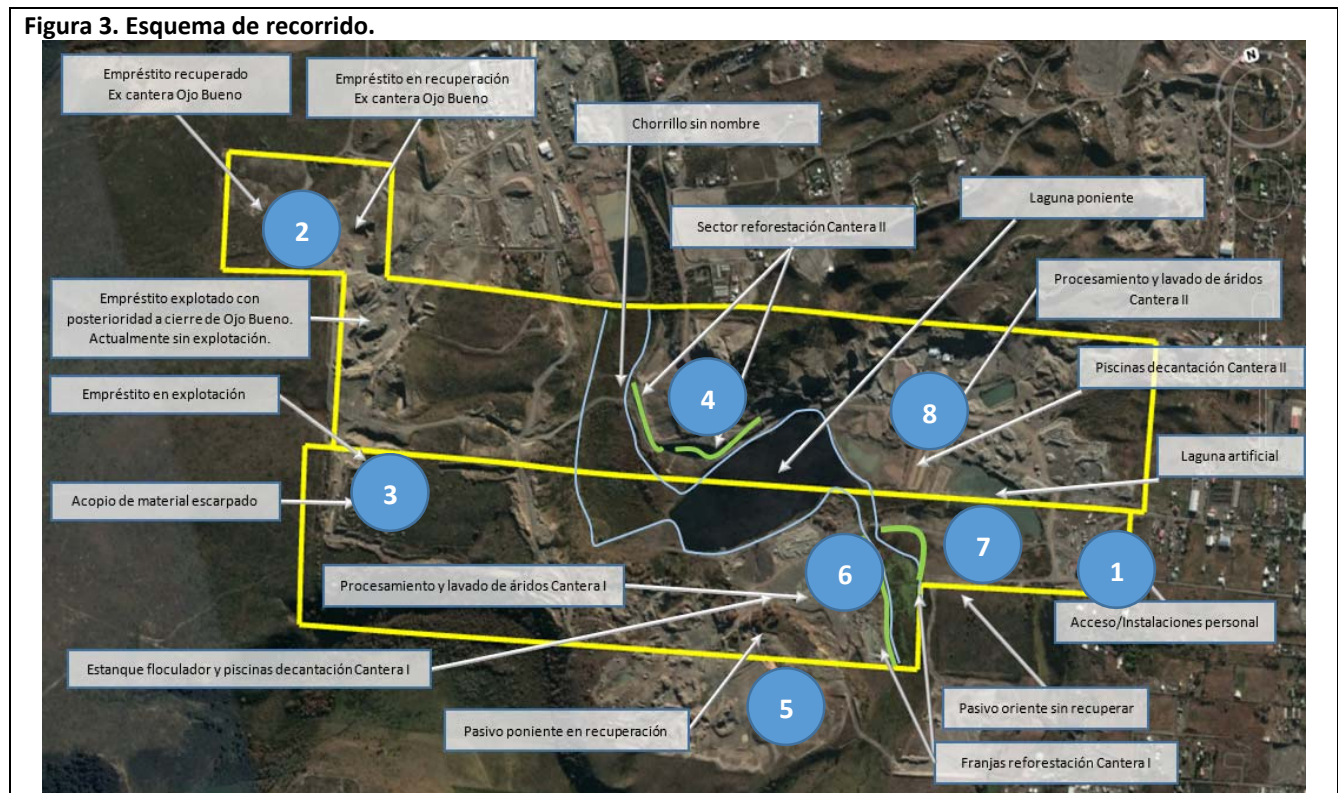 Figura 3. Esquema de recorrido.
N
Empréstito recuperado
Ex cantera Ojo Bueno
Empréstito en recuperación
Ex cantera Ojo Bueno
Chorrillo sin nombre
Laguna poniente
Sector reforestación Cantera II
2
Empréstito explotado con
posterioridad a cierre de Ojo Bueno.
Actualmente sin explotación.
Procesamiento y lavado de áridos
Cantera II
Piscinas decantación Cantera II
Empréstito en explotación
4
8
Laguna artificial
Acopio de material escarpado
3
7
6
1
Procesamiento y lavado de áridos Cantera I
Acceso/Instalaciones personal
Estanque floculador y piscinas decantación Cantera I
5
Pasivo oriente sin recuperar
Pasivo poniente en recuperación
Franjas reforestación Cantera I